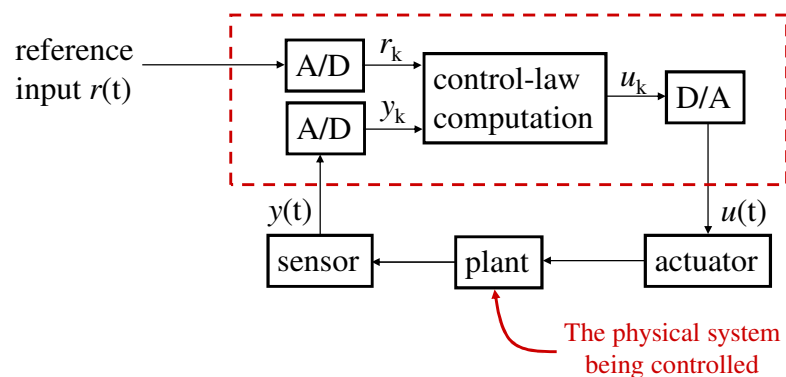 reference
input r(t)
A/D
r_k
A/D
y_k
control-law
computation
u_k
D/A
y(t)
u(t)
sensor
plant
actuator
The physical system
being controlled